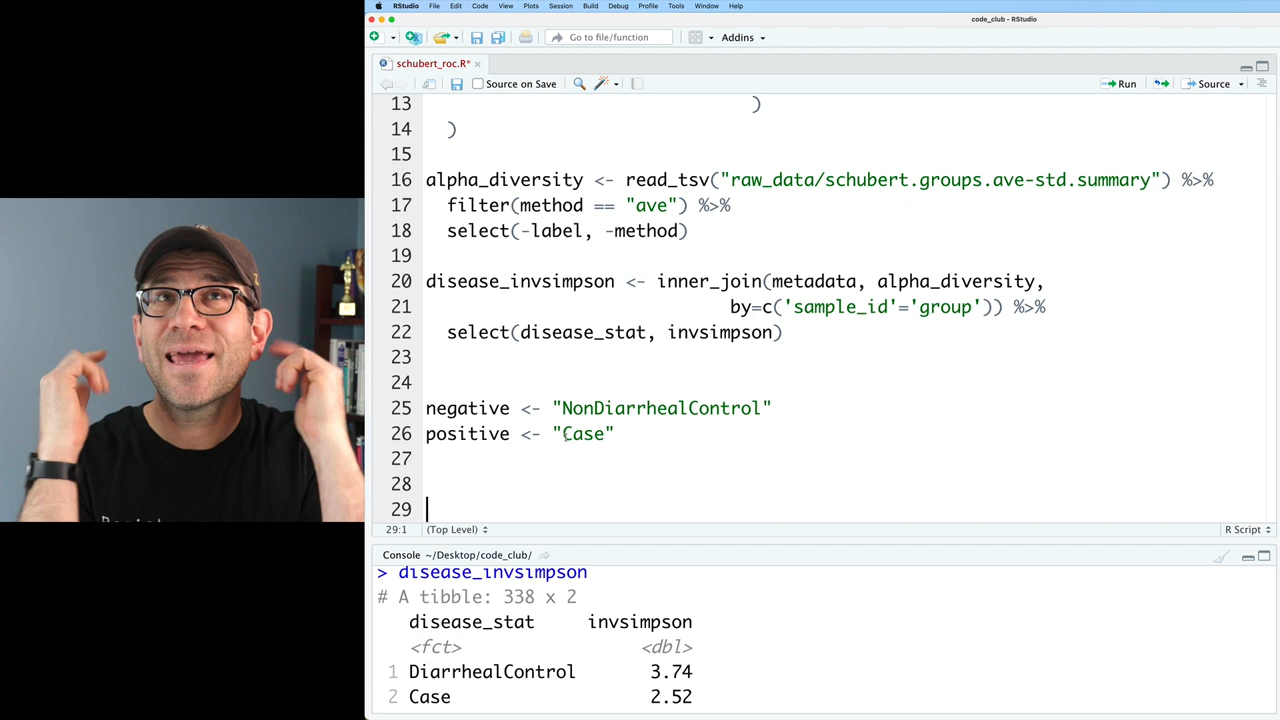 RStudio File Edit Code View Plots Session Build Debug Profile Tools Window Help
code_club - RStudio
Go to file/function Addins
schubert_roc.R*
Source on Save Run Source
13 )
14 )
15
16 alpha_diversity <- read_tsv("raw_data/schubert.groups.ave-std.summary") %>%
17 filter(method == "ave") %>%
18 select(-label, -method)
19
20 disease_invsimpson <- inner_join(metadata, alpha_diversity,
21 by=c('sample_id'='group')) %>%
22 select(disease_stat, invsimpson)
23
24
25 negative <- "NonDiarrhealControl"
26 positive <- "Case"
27
28
29
29:1 (Top Level) R Script
Console ~/Desktop/code_club/
> disease_invsimpson
# A tibble: 338 x 2
disease_stat invsimpson
<fct> <dbl>
1 DiarrhealControl 3.74
2 Case 2.52